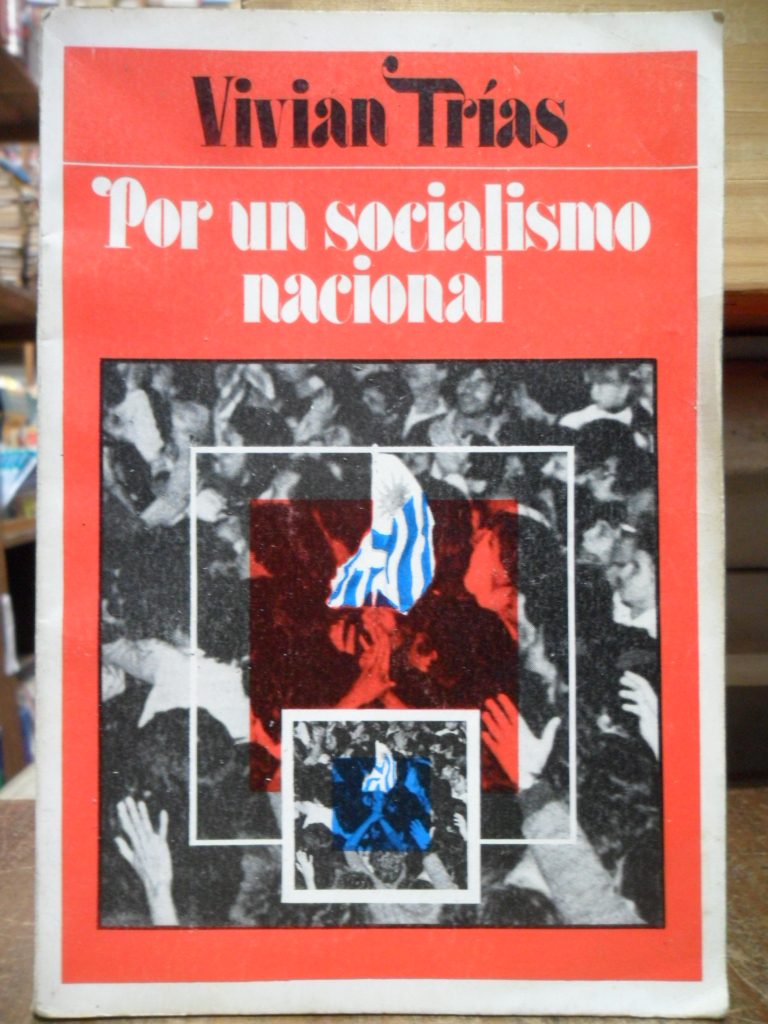 Vivian Trías
Por un socialismo
nacional